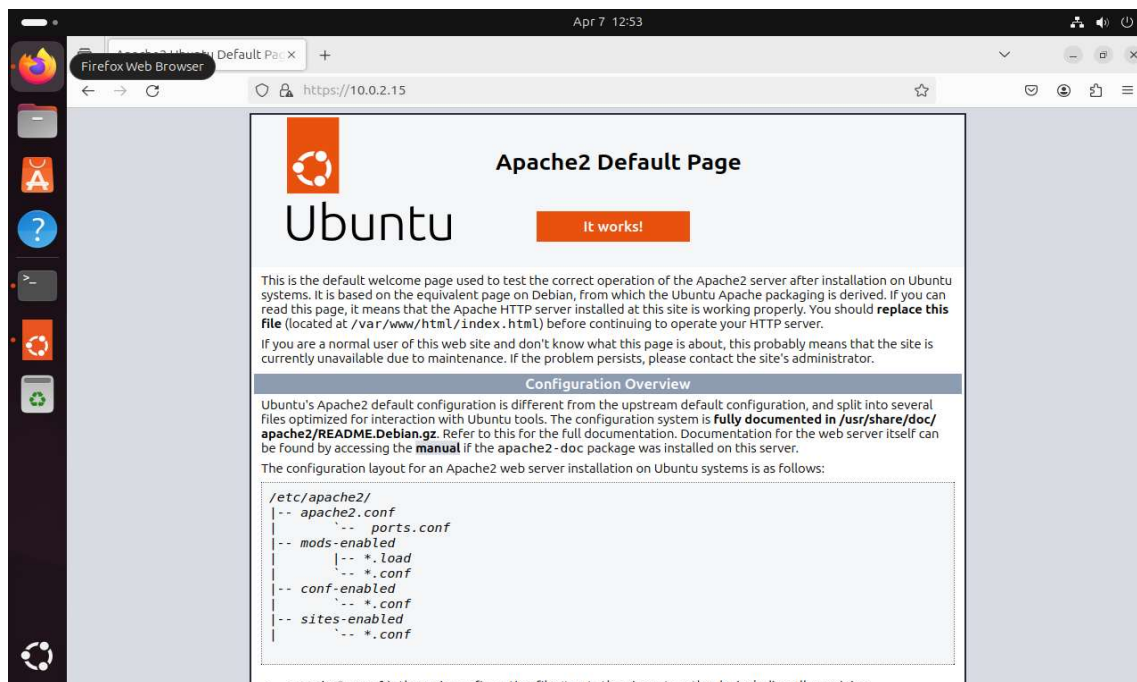 Apr 7 12:53
Apache2 Ubuntu Default Pag
Firefox Web Browser
https://10.0.2.15
Apache2 Default Page
Ubuntu
It works!
This is the default welcome page used to test the correct operation of the Apache2 server after installation on Ubuntu
systems. It is based on the equivalent page on Debian, from which the Ubuntu Apache packaging is derived. If you can
read this page, it means that the Apache HTTP server installed at this site is working properly. You should replace this
file (located at /var/www/html/index.html) before continuing to operate your HTTP server.
If you are a normal user of this web site and don't know what this page is about, this probably means that the site is
currently unavailable due to maintenance. If the problem persists, please contact the site's administrator.
Configuration Overview
Ubuntu's Apache2 default configuration is different from the upstream default configuration, and split into several
files optimized for interaction with Ubuntu tools. The configuration system is fully documented in /usr/share/doc/
apache2/README.Debian.gz. Refer to this for the full documentation. Documentation for the web server itself can
be found by accessing the manual if the apache2-doc package was installed on this server.
The configuration layout for an Apache2 web server installation on Ubuntu systems is as follows:
/etc/apache2/
|-- apache2.conf
|       `--  ports.conf
|-- mods-enabled
|       |-- *.load
|       `-- *.conf
|-- conf-enabled
|       `-- *.conf
|-- sites-enabled
|       `-- *.conf